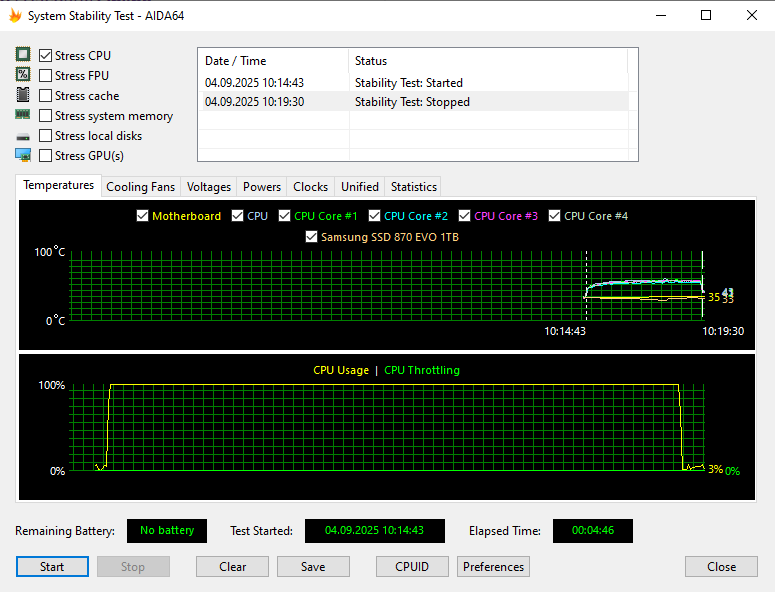 System Stability Test - AIDA64
Stress CPU
Stress FPU
Stress cache
Stress system memory
Stress local disks
Stress GPU(s)
Date / Time Status
04.09.2025 10:14:43 Stability Test: Started
04.09.2025 10:19:30 Stability Test: Stopped
Temperatures Cooling Fans Voltages Powers Clocks Unified Statistics
Motherboard CPU CPU Core #1 CPU Core #2 CPU Core #3 CPU Core #4
Samsung SSD 870 EVO 1TB
100°C
0°C
35 33
10:14:43 10:19:30
CPU Usage | CPU Throttling
100%
0% 3% 0%
Remaining Battery: No battery Test Started: 04.09.2025 10:14:43 Elapsed Time: 00:04:46
Start Stop Clear Save CPUID Preferences Close